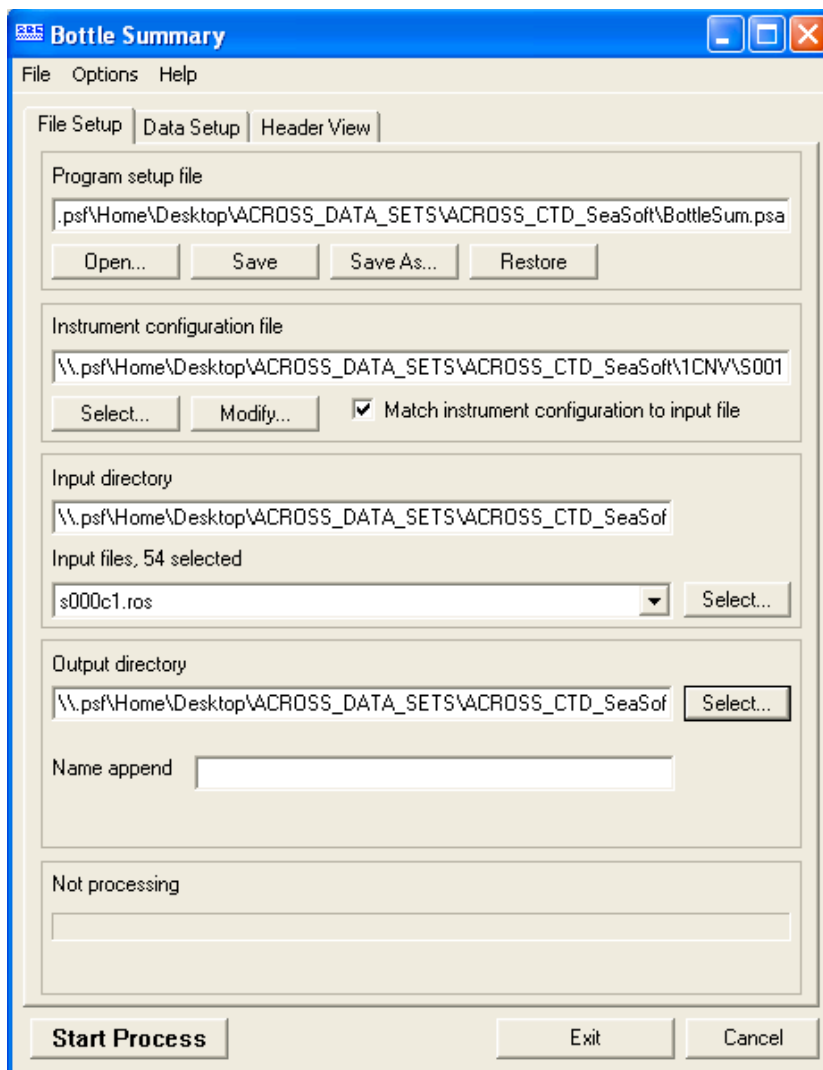 SBE Bottle Summary
File Options Help
File Setup Data Setup Header View
Program setup file
.psf\Home\Desktop\ACROSS_DATA_SETS\ACROSS_CTD_SeaSoft\BottleSum.psa
Open... Save Save As... Restore
Instrument configuration file
\\.psf\Home\Desktop\ACROSS_DATA_SETS\ACROSS_CTD_SeaSoft\1CNV\S001
Select... Modify... Match instrument configuration to input file
Input directory
\\.psf\Home\Desktop\ACROSS_DATA_SETS\ACROSS_CTD_SeaSof
Input files, 54 selected
s000c1.ros Select...
Output directory
\\.psf\Home\Desktop\ACROSS_DATA_SETS\ACROSS_CTD_SeaSof Select...
Name append
Not processing
Start Process Exit Cancel